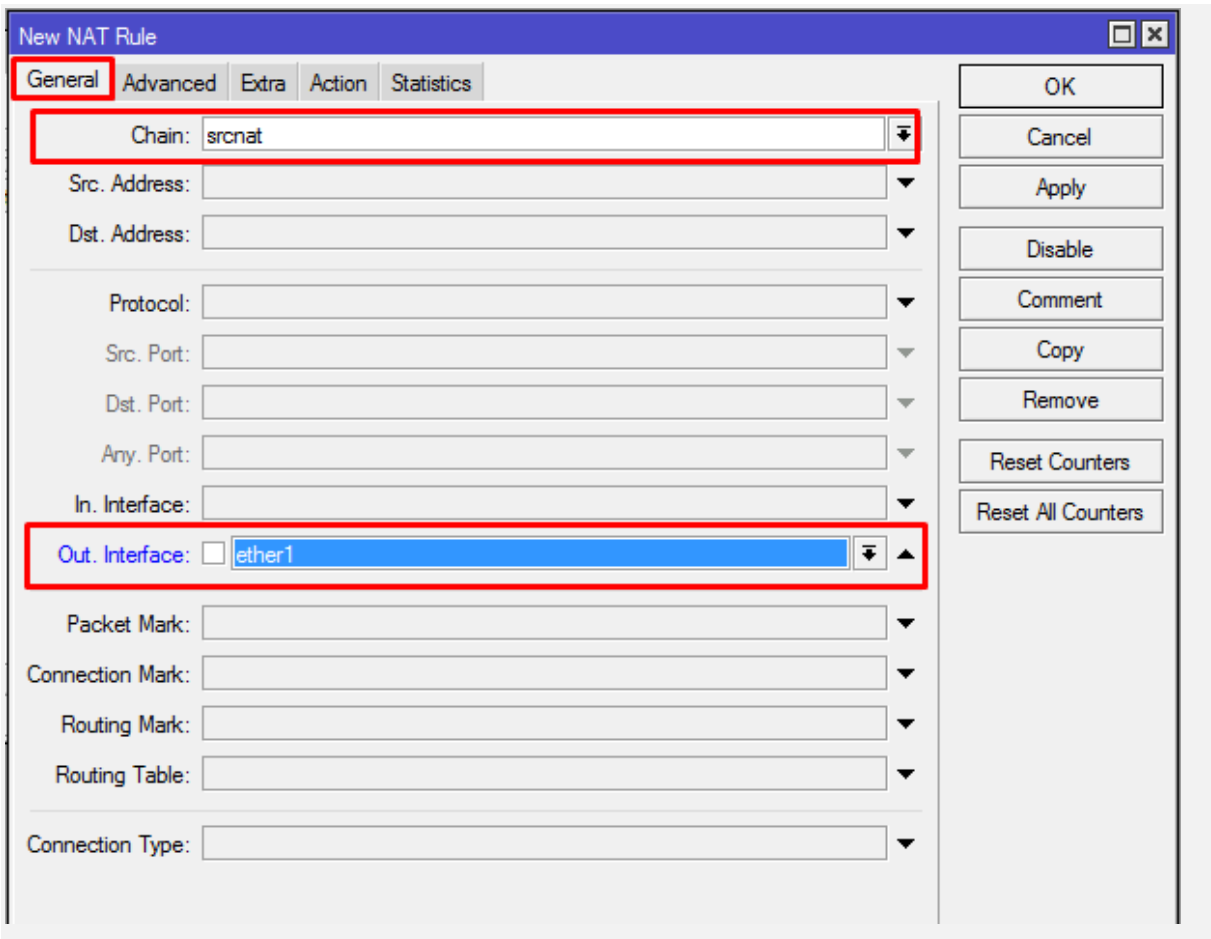 New NAT Rule
General Advanced Extra Action Statistics
OK
Chain: srcnat
Cancel
Src. Address:
Apply
Dst. Address:
Disable
Protocol:
Comment
Src. Port:
Copy
Dst. Port:
Remove
Any. Port:
Reset Counters
In. Interface:
Reset All Counters
Out. Interface: ether1
Packet Mark:
Connection Mark:
Routing Mark:
Routing Table:
Connection Type: